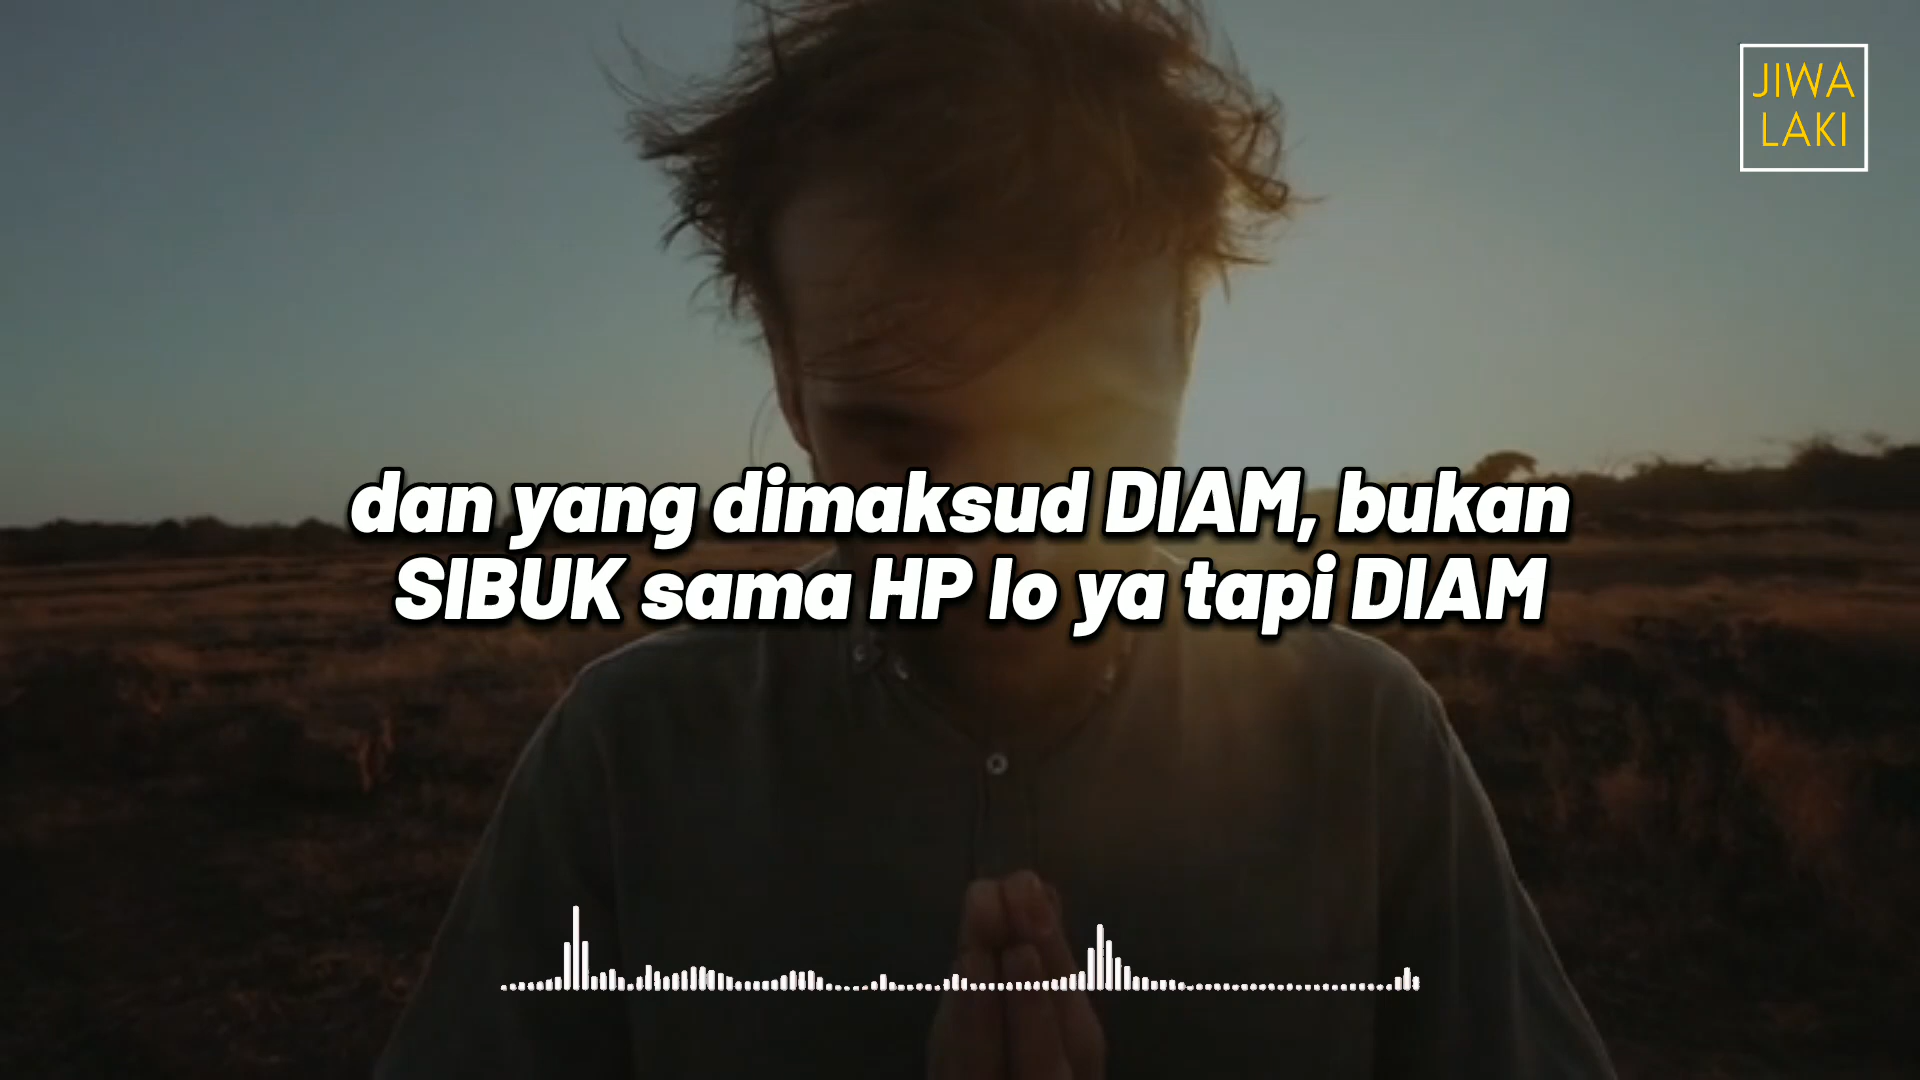 JIWA
LAKI
dan yang dimaksud DIAM, bukan
SIBUK sama HP lo ya tapi DIAM